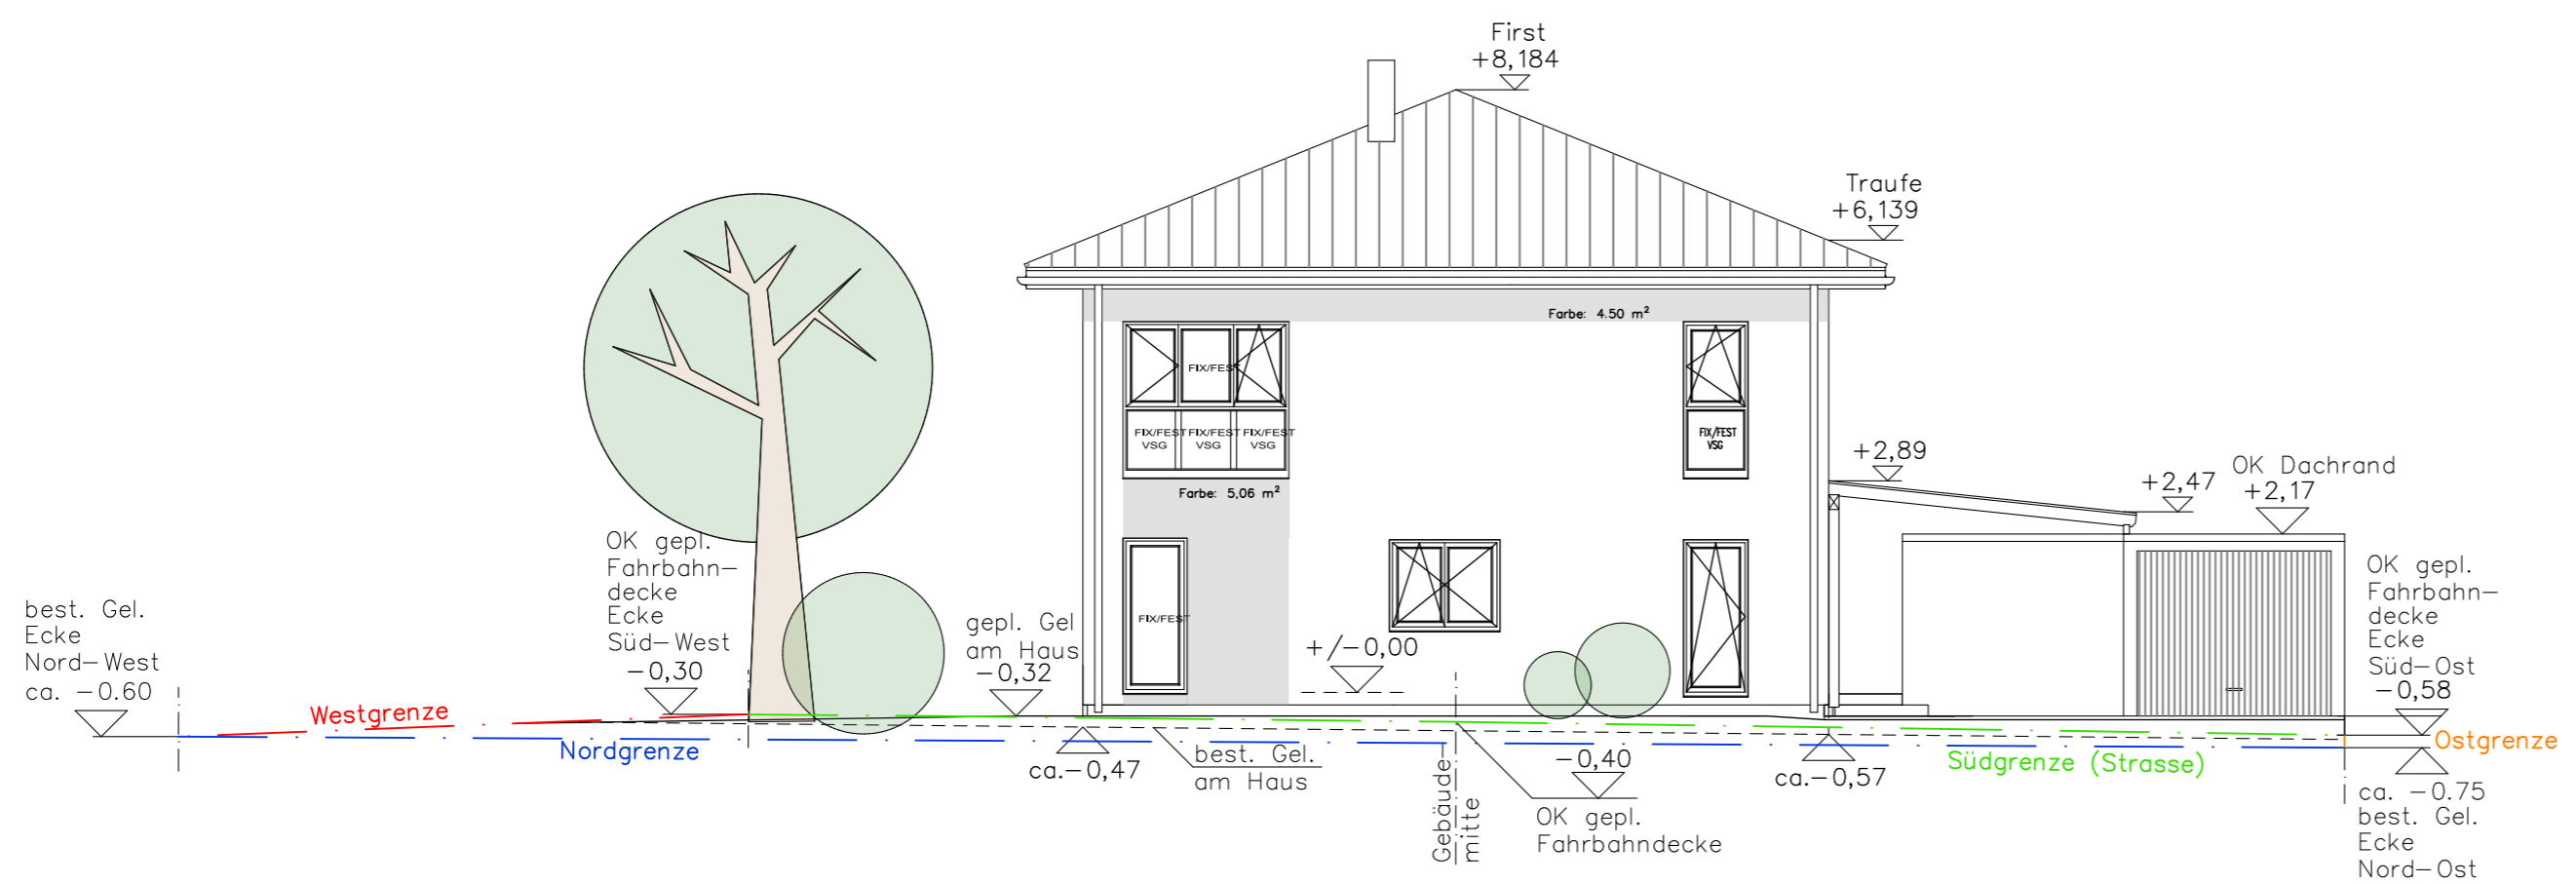 First
+8,184
Traufe
+6,139
Farbe: 4.50 m²
FIX/FEST
FIX/FEST FIX/FEST FIX/FEST
VSG VSG VSG
FIX/FEST
VSG
Farbe: 5,06 m²
FIX/FEST
+2,89
+2,47
OK Dachrand
+2,17
best. Gel.
Ecke
Nord-West
ca. -0.60
OK gepl.
Fahrbahn-
decke
Ecke
Süd-West
-0,30
gepl. Gel
am Haus
-0,32
+/-0,00
OK gepl.
Fahrbahn-
decke
Ecke
Süd-Ost
-0,58
Westgrenze
Nordgrenze
ca.-0,47
best. Gel.
am Haus
Gebäude-
mitte
-0,40
OK gepl.
Fahrbahndecke
ca.-0,57
Südgrenze (Strasse)
Ostgrenze
ca. -0.75
best. Gel.
Ecke
Nord-Ost